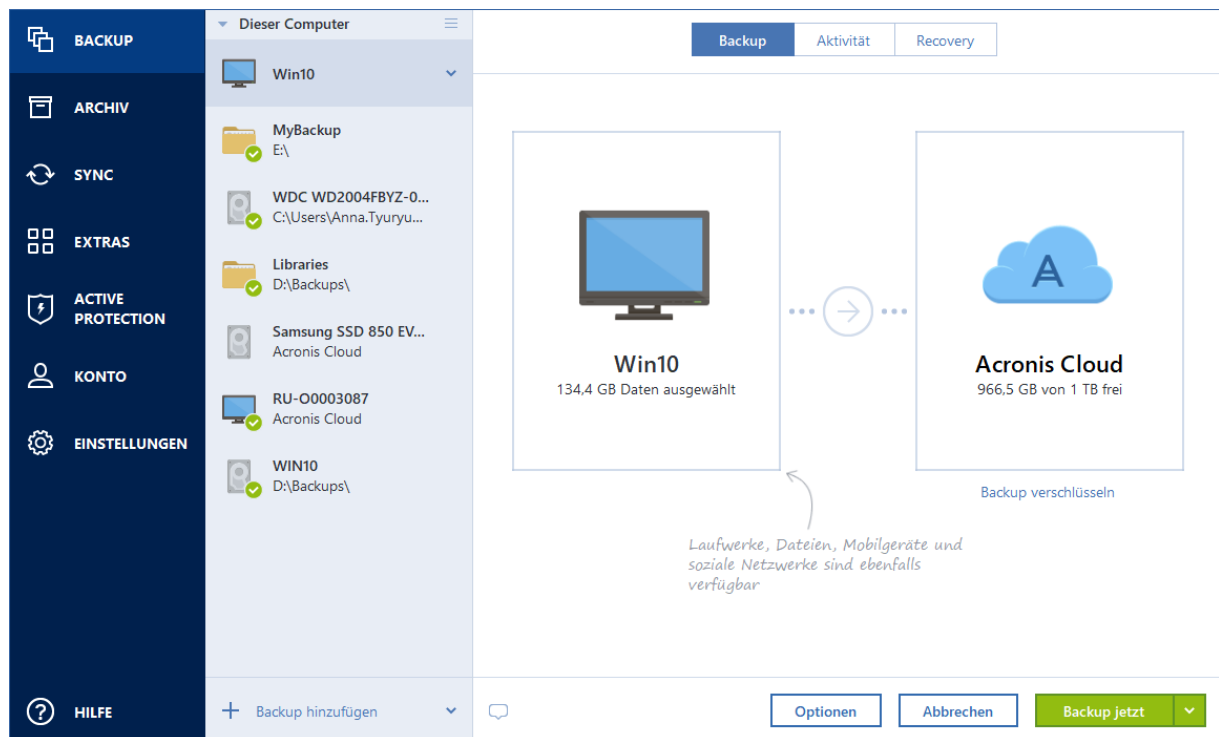 BACKUP
ARCHIV
SYNC
EXTRAS
ACTIVE
PROTECTION
KONTO
EINSTELLUNGEN
HILFE
Dieser Computer
Win10
MyBackup
E:\
WDC WD2004FBYZ-0...
C:\Users\Anna.Tyuryu...
Libraries
D:\Backups\
Samsung SSD 850 EV...
Acronis Cloud
RU-O0003087
Acronis Cloud
WIN10
D:\Backups\
Backup hinzufügen
Backup Aktivität Recovery
Win10
134,4 GB Daten ausgewählt
Acronis Cloud
966,5 GB von 1 TB frei
Backup verschlüsseln
Laufwerke, Dateien, Mobilgeräte und
soziale Netzwerke sind ebenfalls
verfügbar
Optionen Abbrechen Backup jetzt